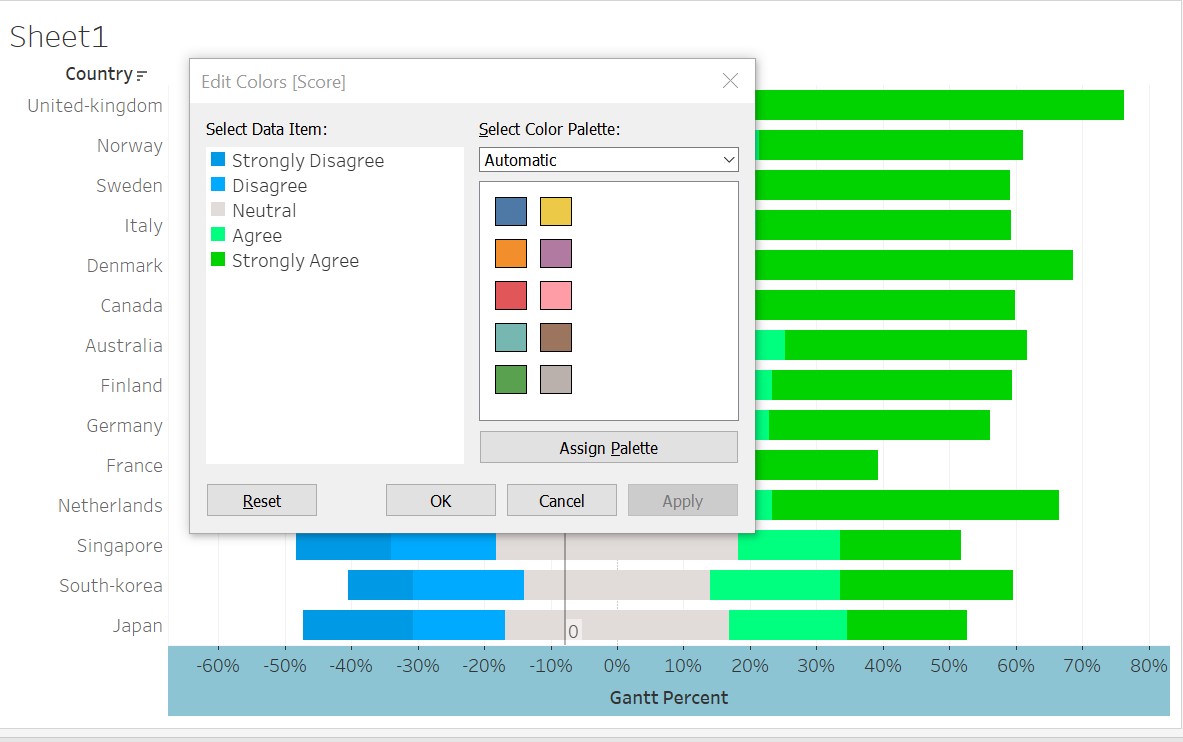 Sheet1
Country
United-kingdom
Norway
Sweden
Italy
Denmark
Canada
Australia
Finland
Germany
France
Netherlands
Singapore
South-korea
Japan
Edit Colors [Score]
Select Data Item:
Strongly Disagree
Disagree
Neutral
Agree
Strongly Agree
Select Color Palette:
Automatic
Assign Palette
Reset
OK
Cancel
Apply
0
-60% -50% -40% -30% -20% -10% 0% 10% 20% 30% 40% 50% 60% 70% 80%
Gantt Percent